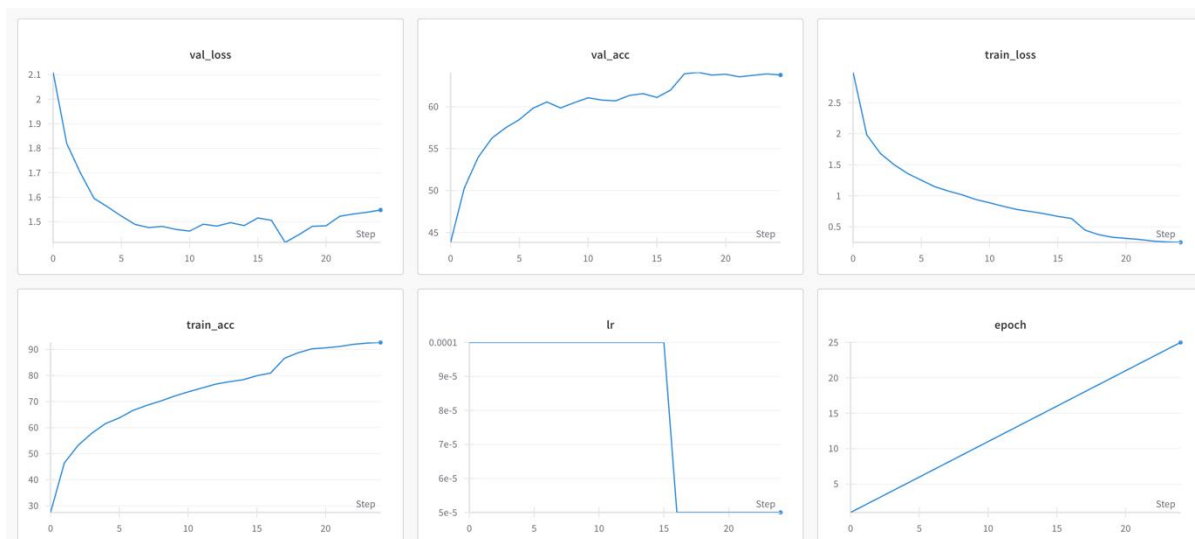 val_loss
2.1
2
1.9
1.8
1.7
1.6
1.5
Step
0 5 10 15 20
val_acc
60
55
50
45
Step
0 5 10 15 20
train_loss
2.5
2
1.5
1
0.5
Step
0 5 10 15 20
train_acc
90
80
70
60
50
40
30
Step
0 5 10 15 20
lr
0.0001
9e-5
8e-5
7e-5
6e-5
5e-5
Step
0 5 10 15 20
epoch
25
20
15
10
5
Step
0 5 10 15 20